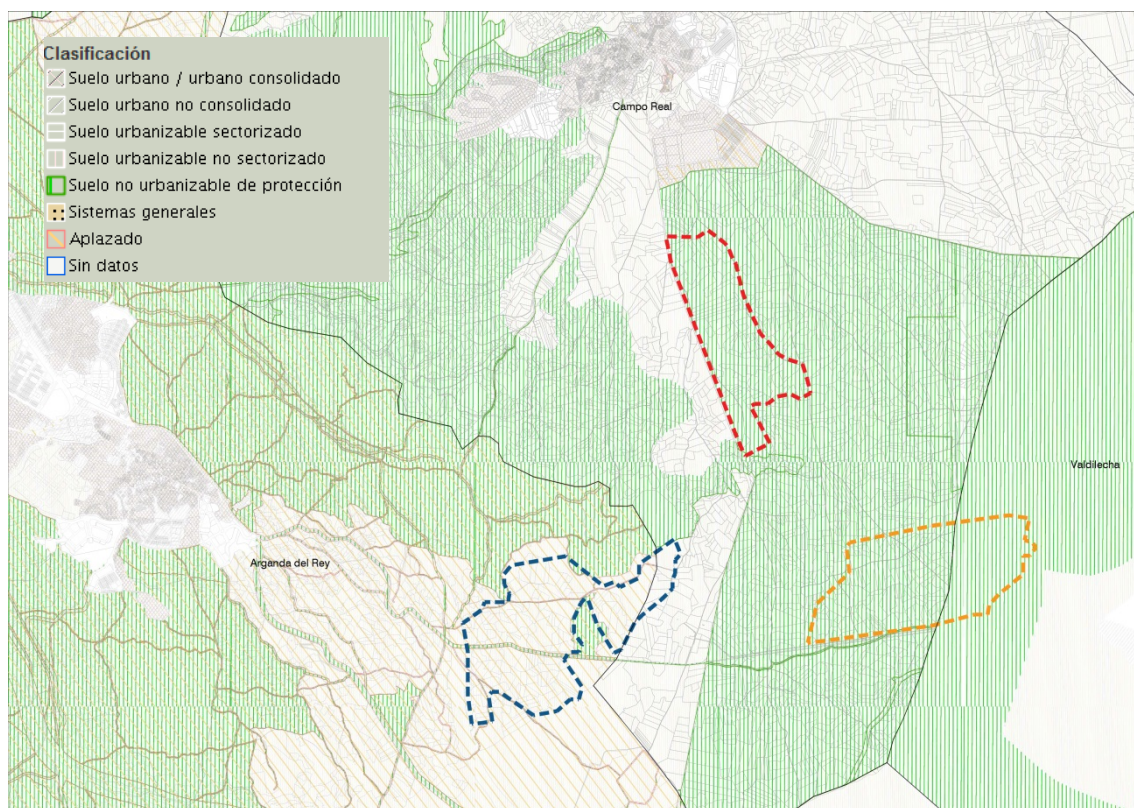 Clasificación
Suelo urbano / urbano consolidado
Suelo urbano no consolidado
Suelo urbanizable sectorizado
Suelo urbanizable no sectorizado
Suelo no urbanizable de protección
Sistemas generales
Aplazado
Sin datos
Campo Real
Valdilecha
Arganda del Rey